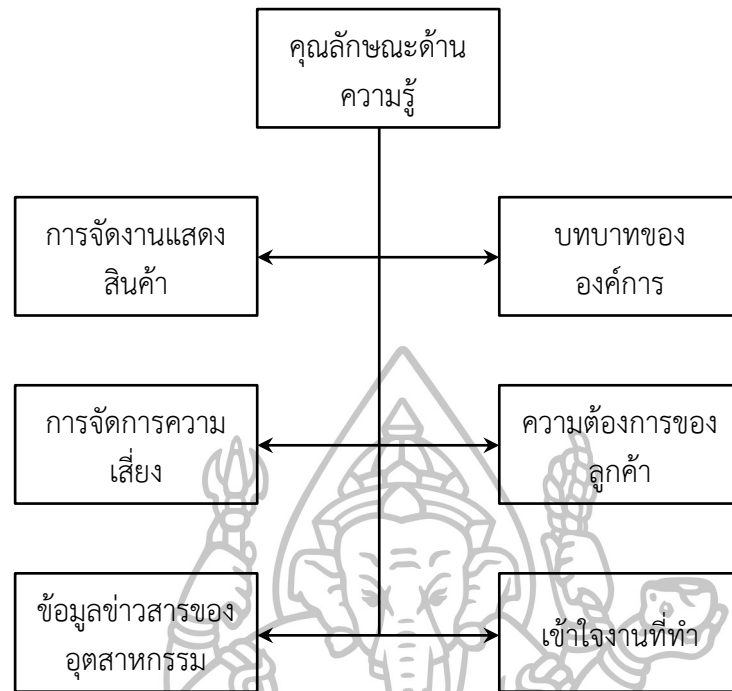 คุณลักษณะด้าน
ความรู้
การจัดงานแสดง
สินค้า
บทบาทของ
องค์การ
การจัดการความ
เสี่ยง
ความต้องการของ
ลูกค้า
ข้อมูลข่าวสารของ
อุตสาหกรรม
เข้าใจงานที่ทำ